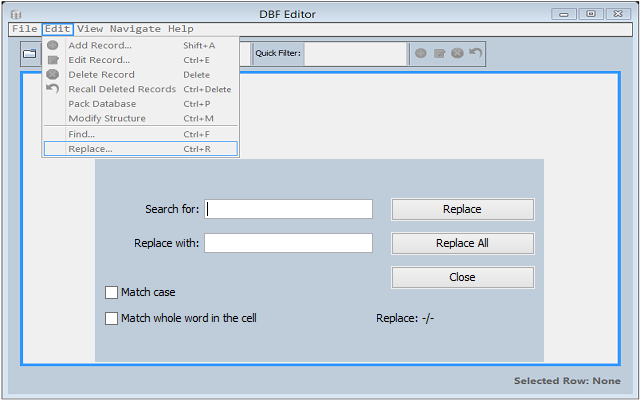 DBF Editor
File Edit View Navigate Help
Quick Filter:
Add Record... Shift+A
Edit Record... Ctrl+E
Delete Record Delete
Recall Deleted Records Ctrl+Delete
Pack Database Ctrl+P
Modify Structure Ctrl+M
Find... Ctrl+F
Replace... Ctrl+R
Search for: Replace
Replace with: Replace All
Close
Match case
Match whole word in the cell Replace: -/-
Selected Row: None